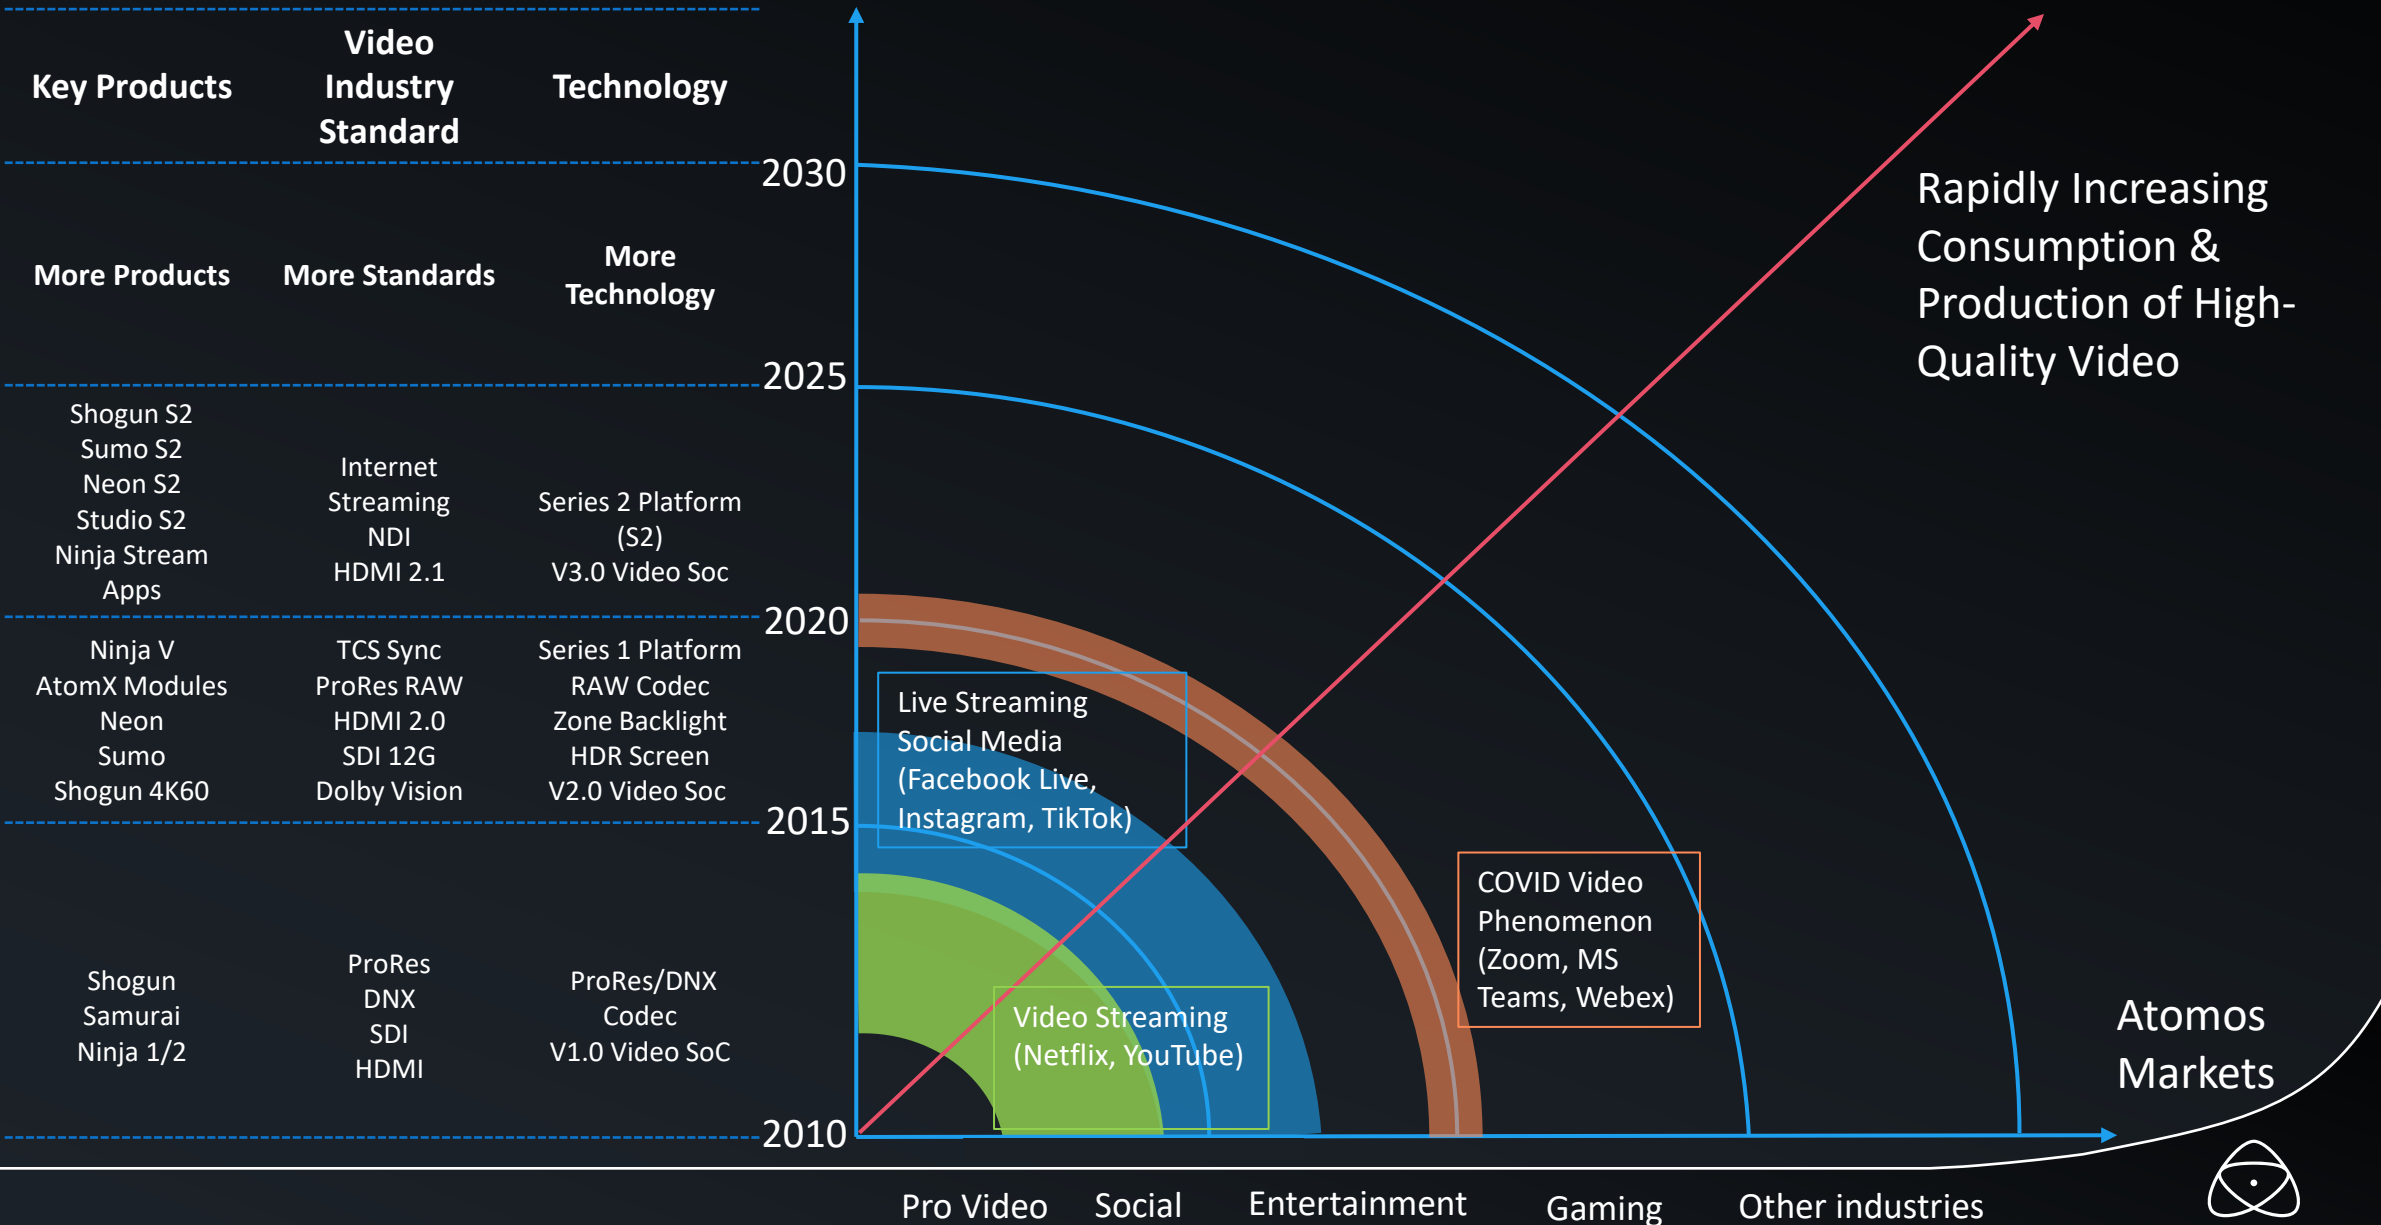 Key Products
Video
Industry
Standard
Technology
2030
More Products
More Standards
More
Technology
2025
Shogun S2
Sumo S2
Neon S2
Studio S2
Ninja Stream
Apps
Internet
Streaming
NDI
HDMI 2.1
Series 2 Platform
(S2)
V3.0 Video Soc
2020
Ninja V
AtomX Modules
Neon
Sumo
Shogun 4K60
TCS Sync
ProRes RAW
HDMI 2.0
SDI 12G
Dolby Vision
Series 1 Platform
RAW Codec
Zone Backlight
HDR Screen
V2.0 Video Soc
2015
Shogun
Samurai
Ninja 1/2
ProRes
DNX
SDI
HDMI
ProRes/DNX
Codec
V1.0 Video SoC
2010
Live Streaming
Social Media
(Facebook Live,
Instagram, TikTok)
Video Streaming
(Netflix, YouTube)
COVID Video
Phenomenon
(Zoom, MS
Teams, Webex)
Rapidly Increasing
Consumption &
Production of High-
Quality Video
Atomos
Markets
Pro Video
Social
Entertainment
Gaming
Other industries